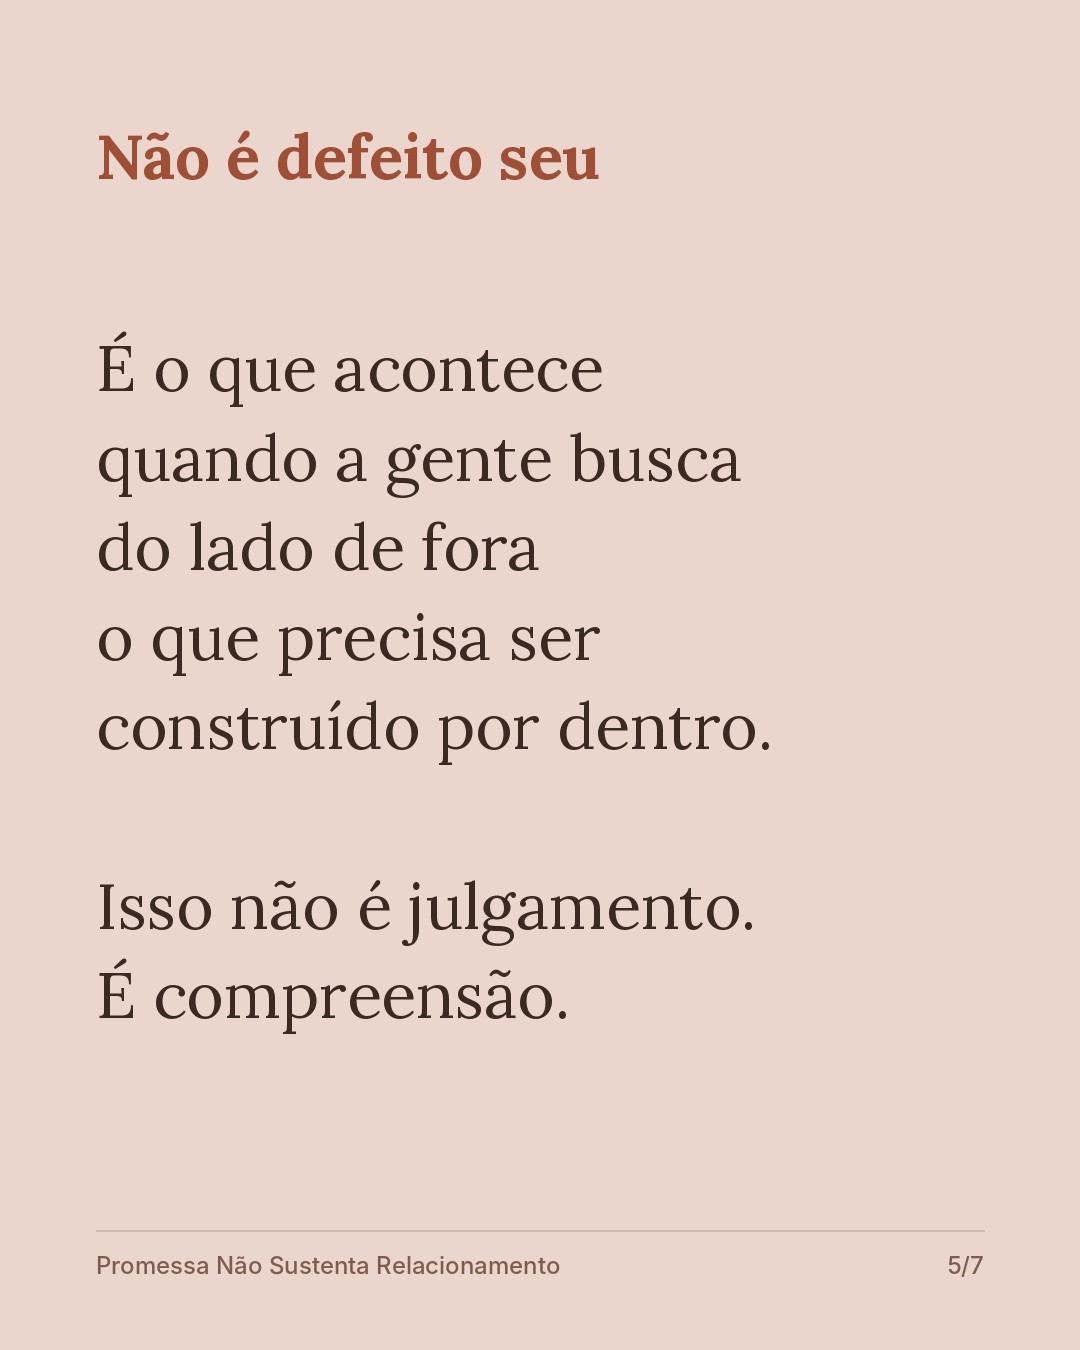 Não é defeito seu
É o que acontece
quando a gente busca
do lado de fora
o que precisa ser
construído por dentro.
Isso não é julgamento.
É compreensão.
Promessa Não Sustenta Relacionamento
5/7